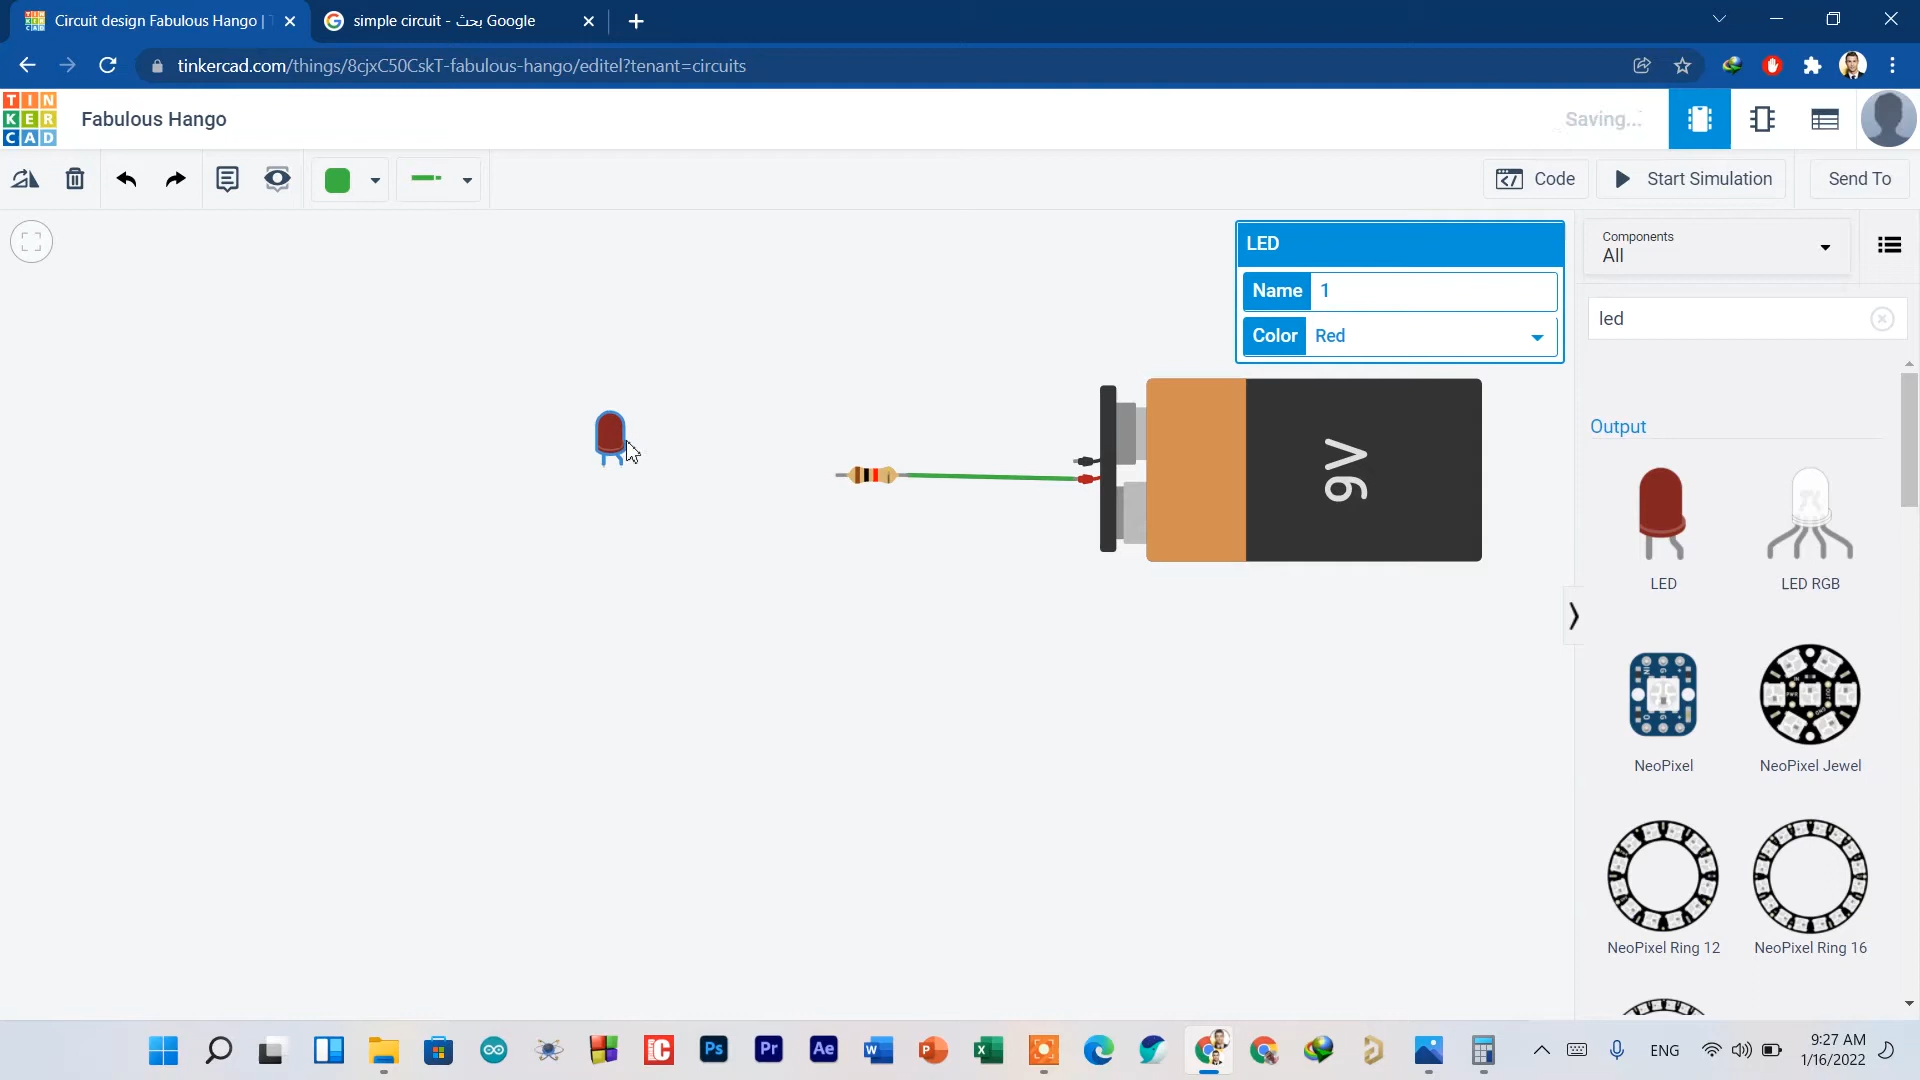 Circuit design Fabulous Hango | T
simple circuit - بحث Google
tinkercad.com/things/8cjxC50CskT-fabulous-hango/editel?tenant=circuits
TIN
KER
CAD
Fabulous Hango
Saving...
Code
Start Simulation
Send To
LED
Name 1
Color Red
Components
All
led
9V
Output
LED
LED RGB
NeoPixel
NeoPixel Jewel
NeoPixel Ring 12
NeoPixel Ring 16
Ps
Pr
Ae
W
P
X
ENG
9:27 AM
1/16/2022